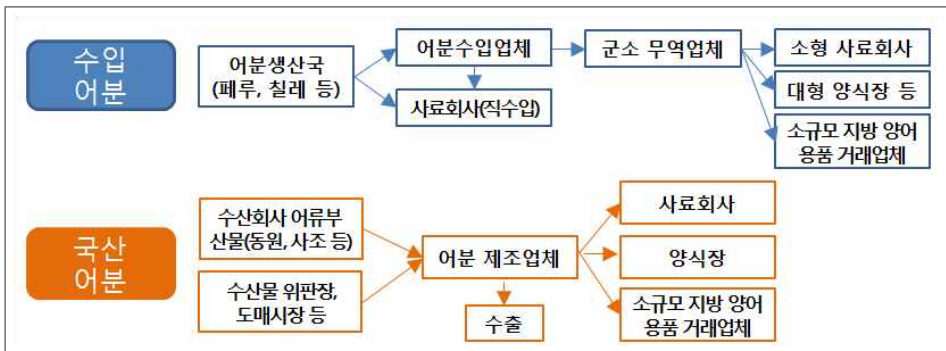 수입
어분
어분생산국
(페루, 칠레 등)
어분수입업체
사료회사(직수입)
군소 무역업체
소형 사료회사
대형 양식장 등
소규모 지방 양어
용품 거래업체
국산
어분
수산회사 어류부
산물(동원, 사조 등)
수산물 위판장,
도매시장 등
어분 제조업체
수출
사료회사
양식장
소규모 지방 양어
용품 거래업체